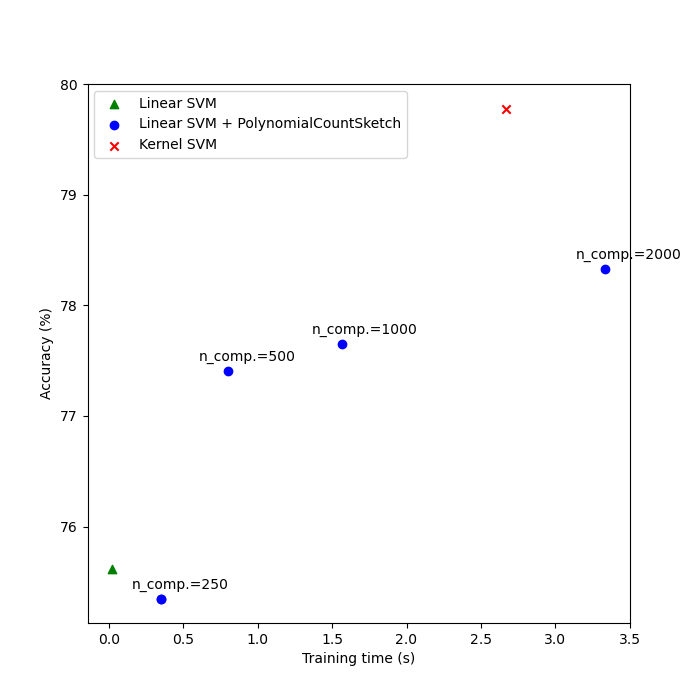 Linear SVM
Linear SVM + PolynomialCountSketch
Kernel SVM
80
79
78
77
76
Accuracy (%)
n_comp.=2000
n_comp.=1000
n_comp.=500
n_comp.=250
0.0 0.5 1.0 1.5 2.0 2.5 3.0 3.5
Training time (s)